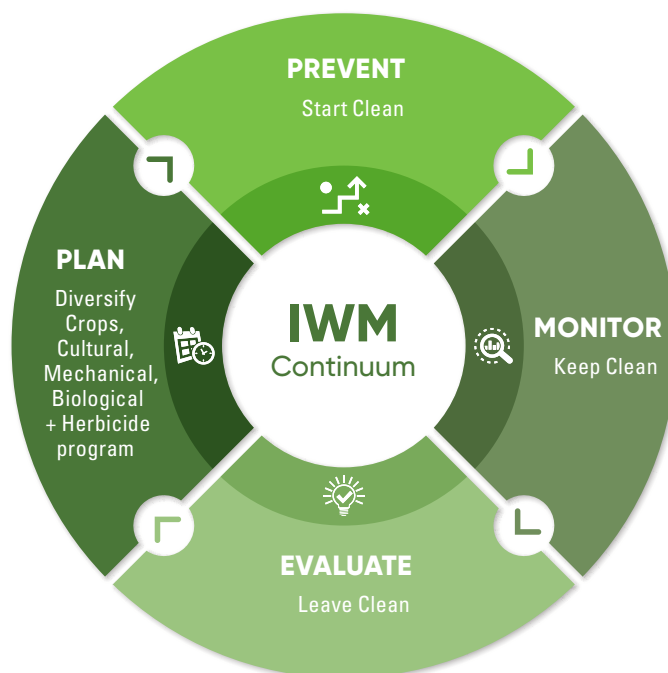 PREVENT
Start Clean
PLAN
Diversify
Crops,
Cultural,
Mechanical,
Biological
+ Herbicide
program
IWM
Continuum
MONITOR
Keep Clean
EVALUATE
Leave Clean